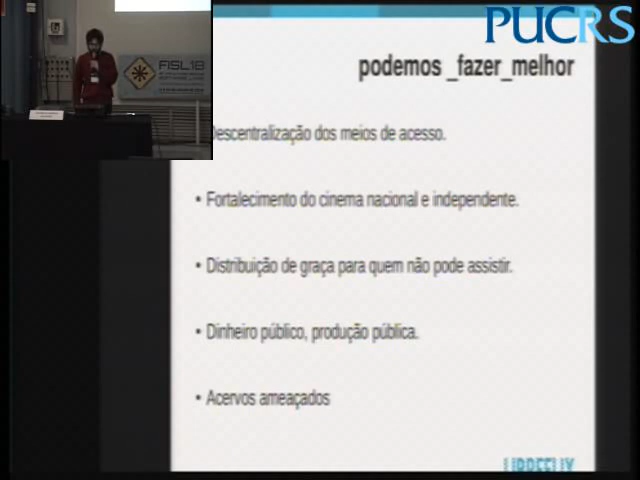 PUCRS
FISL18
podemos _fazer_melhor
Descentralização dos meios de acesso.
• Fortalecimento do cinema nacional e independente.
• Distribuição de graça para quem não pode assistir.
• Dinheiro público, produção pública.
• Acervos ameaçados